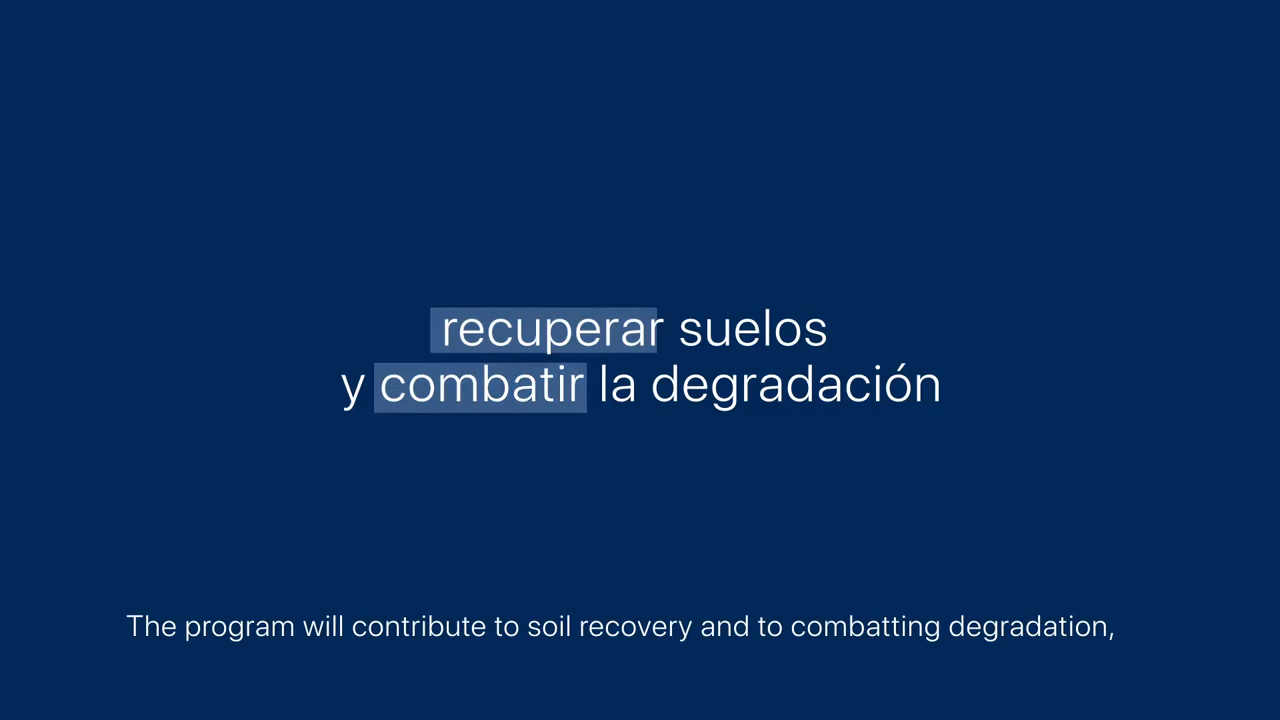 recuperar suelos
y combatir la degradación
The program will contribute to soil recovery and to combatting degradation,